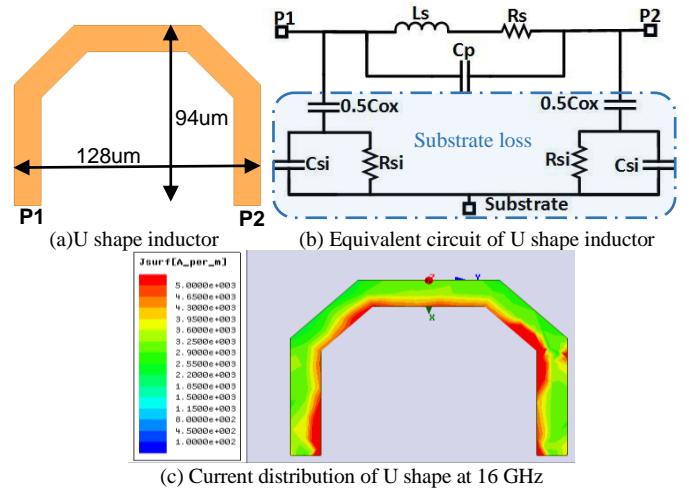 P1
P2
Ls
Rs
Cp
0.5Cox
0.5Cox
94um
128um
Substrate loss
Csi
Rsi
Rsi
Csi
P1
P2
Substrate
(a)U shape inductor
(b) Equivalent circuit of U shape inductor
Jsurf[A_per_m]
5.0000e+003
4.6500e+003
4.3000e+003
3.9500e+003
3.6000e+003
3.2500e+003
2.9000e+003
2.5500e+003
2.2000e+003
1.8500e+003
1.5000e+003
1.1500e+003
8.0000e+002
4.5000e+002
1.0000e+002
Z
Y
X
(c) Current distribution of U shape at 16 GHz